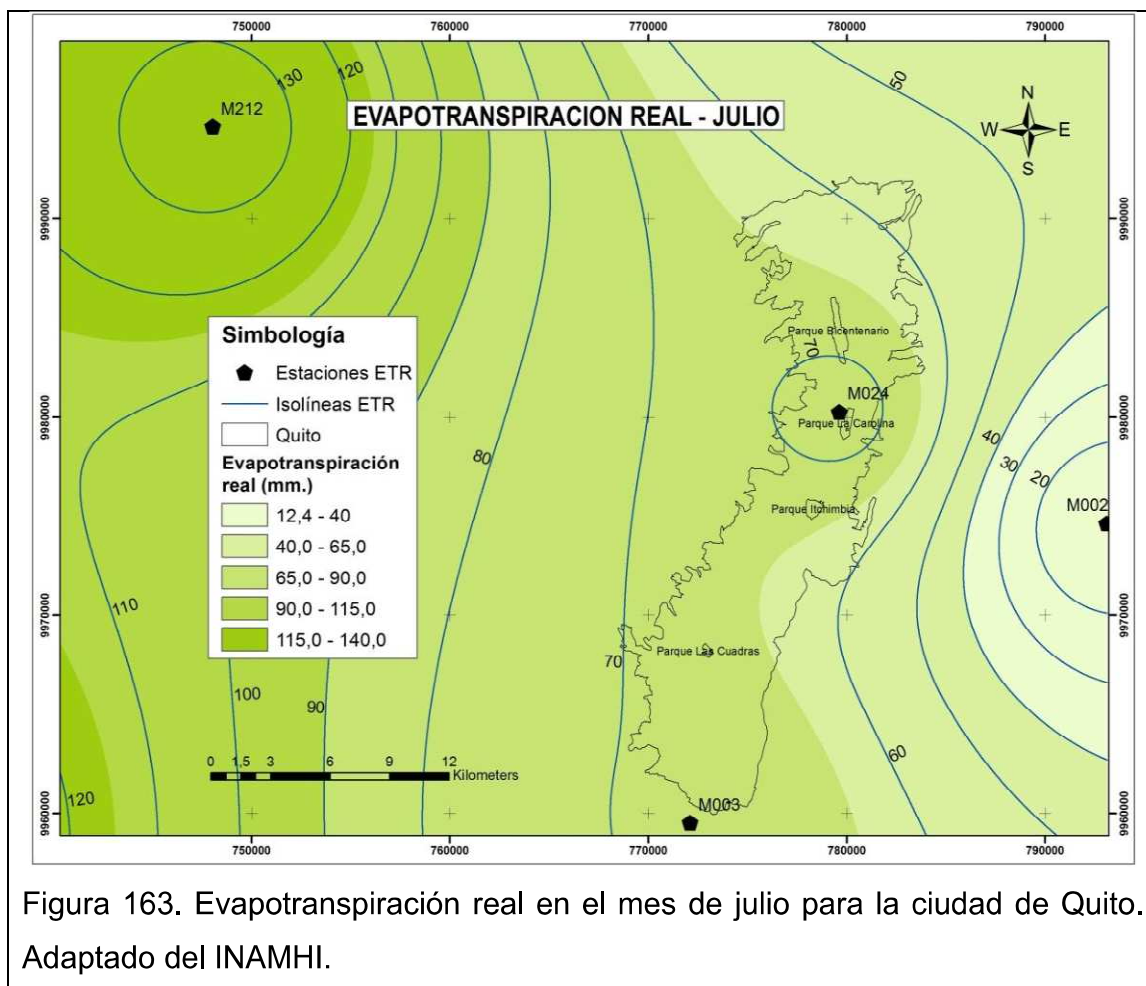 750000 760000 770000 780000 790000
130
120
M212
EVAPOTRANSPIRACION REAL - JULIO
50
N
W E
S
9990000 9990000
Simbología
Estaciones ETR
Isolíneas ETR
Quito
Evapotranspiración
real (mm.)
12,4 - 40
40,0 - 65,0
65,0 - 90,0
90,0 - 115,0
115,0 - 140,0
Parque Bicentenario
70
M024
Parque La Carolina
9980000 9980000
80
40
30
20
M002
Parque Itchimbia
110
9970000 9970000
Parque Las Cuadras
70
100
90
60
0 1,5 3 6 9 12
Kilometers
120
M003
9960000 9960000
750000 760000 770000 780000 790000
Figura 163. Evapotranspiración real en el mes de julio para la ciudad de Quito.
Adaptado del INAMHI.